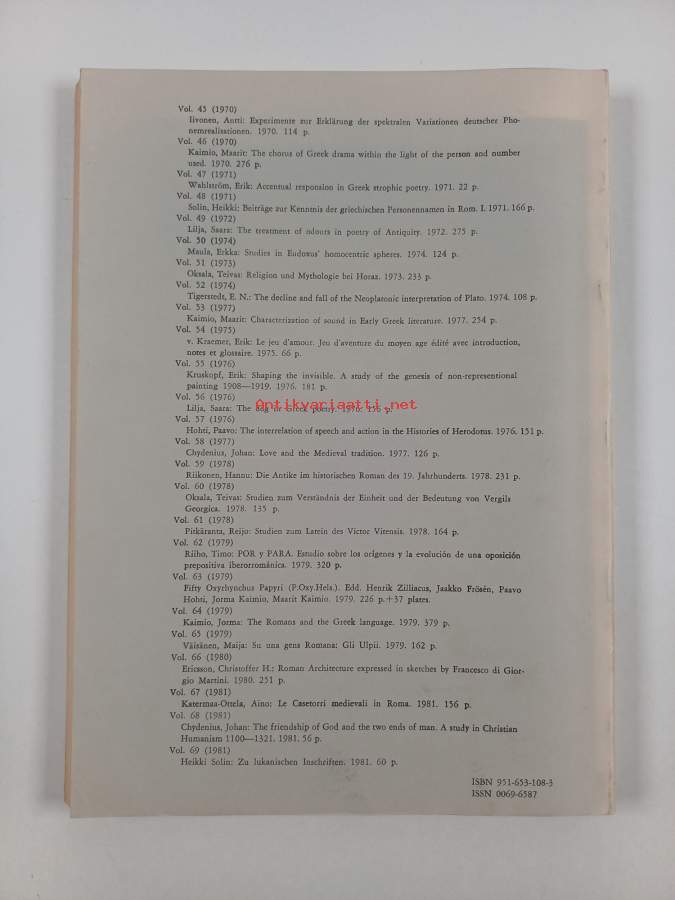 Vol. 45 (1970)
Iivonen, Antti: Experimente zur Erklärung der spektralen Variationen deutscher Pho-
nemrealisationen. 1970. 114 p.
Vol. 46 (1970)
Kaimio, Maarit: The chorus of Greek drama within the light of the person and number
used. 1970. 276 p.
Vol. 47 (1971)
Wahlström, Erik: Accentual responsion in Greek strophic poetry. 1971. 22 p.
Vol. 48 (1971)
Solin, Heikki: Beiträge zur Kenntnis der griechischen Personennamen in Rom. I. 1971. 166 p.
Vol. 49 (1972)
Lilja, Saara: The treatment of odours in poetry of Antiquity. 1972. 275 p.
Vol. 50 (1974)
Maula, Erkka: Studies in Eudoxus' homocentric spheres. 1974. 124 p.
Vol. 51 (1973)
Oksala, Teivas: Religion und Mythologie bei Horaz. 1973. 233 p.
Vol. 52 (1974)
Tigerstedt, E. N.: The decline and fall of the Neoplatonic interpretation of Plato. 1974. 108 p.
Vol. 53 (1977)
Kaimio, Maarit: Characterization of sound in Early Greek literature. 1977. 254 p.
Vol. 54 (1975)
v. Kraemer, Erik: Le jeu d'amour. Jeu d'aventure du moyen age édité avec introduction,
notes et glossaire. 1975. 66 p.
Vol. 55 (1976)
Kruskopf, Erik: Shaping the invisible. A study of the genesis of non-representional
painting 1908—1919. 1976. 181 p.
Vol. 56 (1976)
Lilja, Saara: The dog in Greek poetry. 1976. 156 p.
Antikvariaatti.net
Vol. 57 (1976)
Hohti, Paavo: The interrelation of speech and action in the Histories of Herodotus. 1976. 151 p.
Vol. 58 (1977)
Chydenius, Johan: Love and the Medieval tradition. 1977. 126 p.
Vol. 59 (1978)
Riikonen, Hannu: Die Antike im historischen Roman des 19. Jahrhunderts. 1978. 231 p.
Vol. 60 (1978)
Oksala, Teivas: Studien zum Verständnis der Einheit und der Bedeutung von Vergils
Georgica. 1978. 135 p.
Vol. 61 (1978)
Pitkäranta, Reijo: Studien zum Latein des Victor Vitensis. 1978. 164 p.
Vol. 62 (1979)
Riiho, Timo: POR y PARA. Estudio sobre los orígenes y la evolución de una oposición
prepositiva iberorrománica. 1979. 320 p.
Vol. 63 (1979)
Fifty Oxyrhynchus Papyri (P.Oxy.Hels.). Edd. Henrik Zilliacus, Jaakko Frösén, Paavo
Hohti, Jorma Kaimio, Maarit Kaimio. 1979. 226 p.+37 plates.
Vol. 64 (1979)
Kaimio, Jorma: The Romans and the Greek language. 1979. 379 p.
Vol. 65 (1979)
Väisänen, Maija: Su una gens Romana: Gli Ulpii. 1979. 162 p.
Vol. 66 (1980)
Ericsson, Christoffer H.: Roman Architecture expressed in sketches by Francesco di Gior-
gio Martini. 1980. 251 p.
Vol. 67 (1981)
Katermaa-Ottela, Aino: Le Casetorri medievali in Roma. 1981. 156 p.
Vol. 68 (1981)
Chydenius, Johan: The friendship of God and the two ends of man. A study in Christian
Humanism 1100—1321. 1981. 56 p.
Vol. 69 (1981)
Heikki Solin: Zu lukanischen Inschriften. 1981. 60 p.
ISBN 951-653-108-3
ISSN 0069-6587